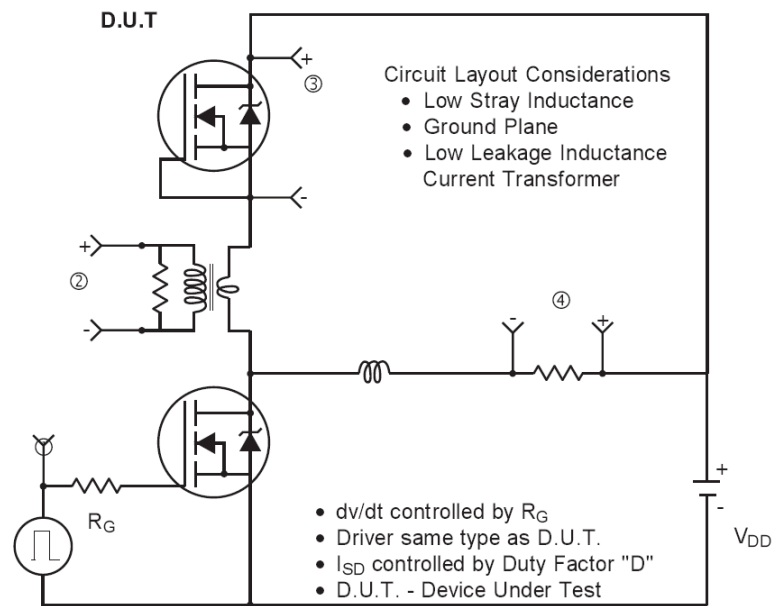 D.U.T
+
③
-
Circuit Layout Considerations
• Low Stray Inductance
• Ground Plane
• Low Leakage Inductance
Current Transformer
+
②
-
④
-
+
R_G
+
-
V_DD
• dv/dt controlled by R_G
• Driver same type as D.U.T.
• I_SD controlled by Duty Factor "D"
• D.U.T. - Device Under Test